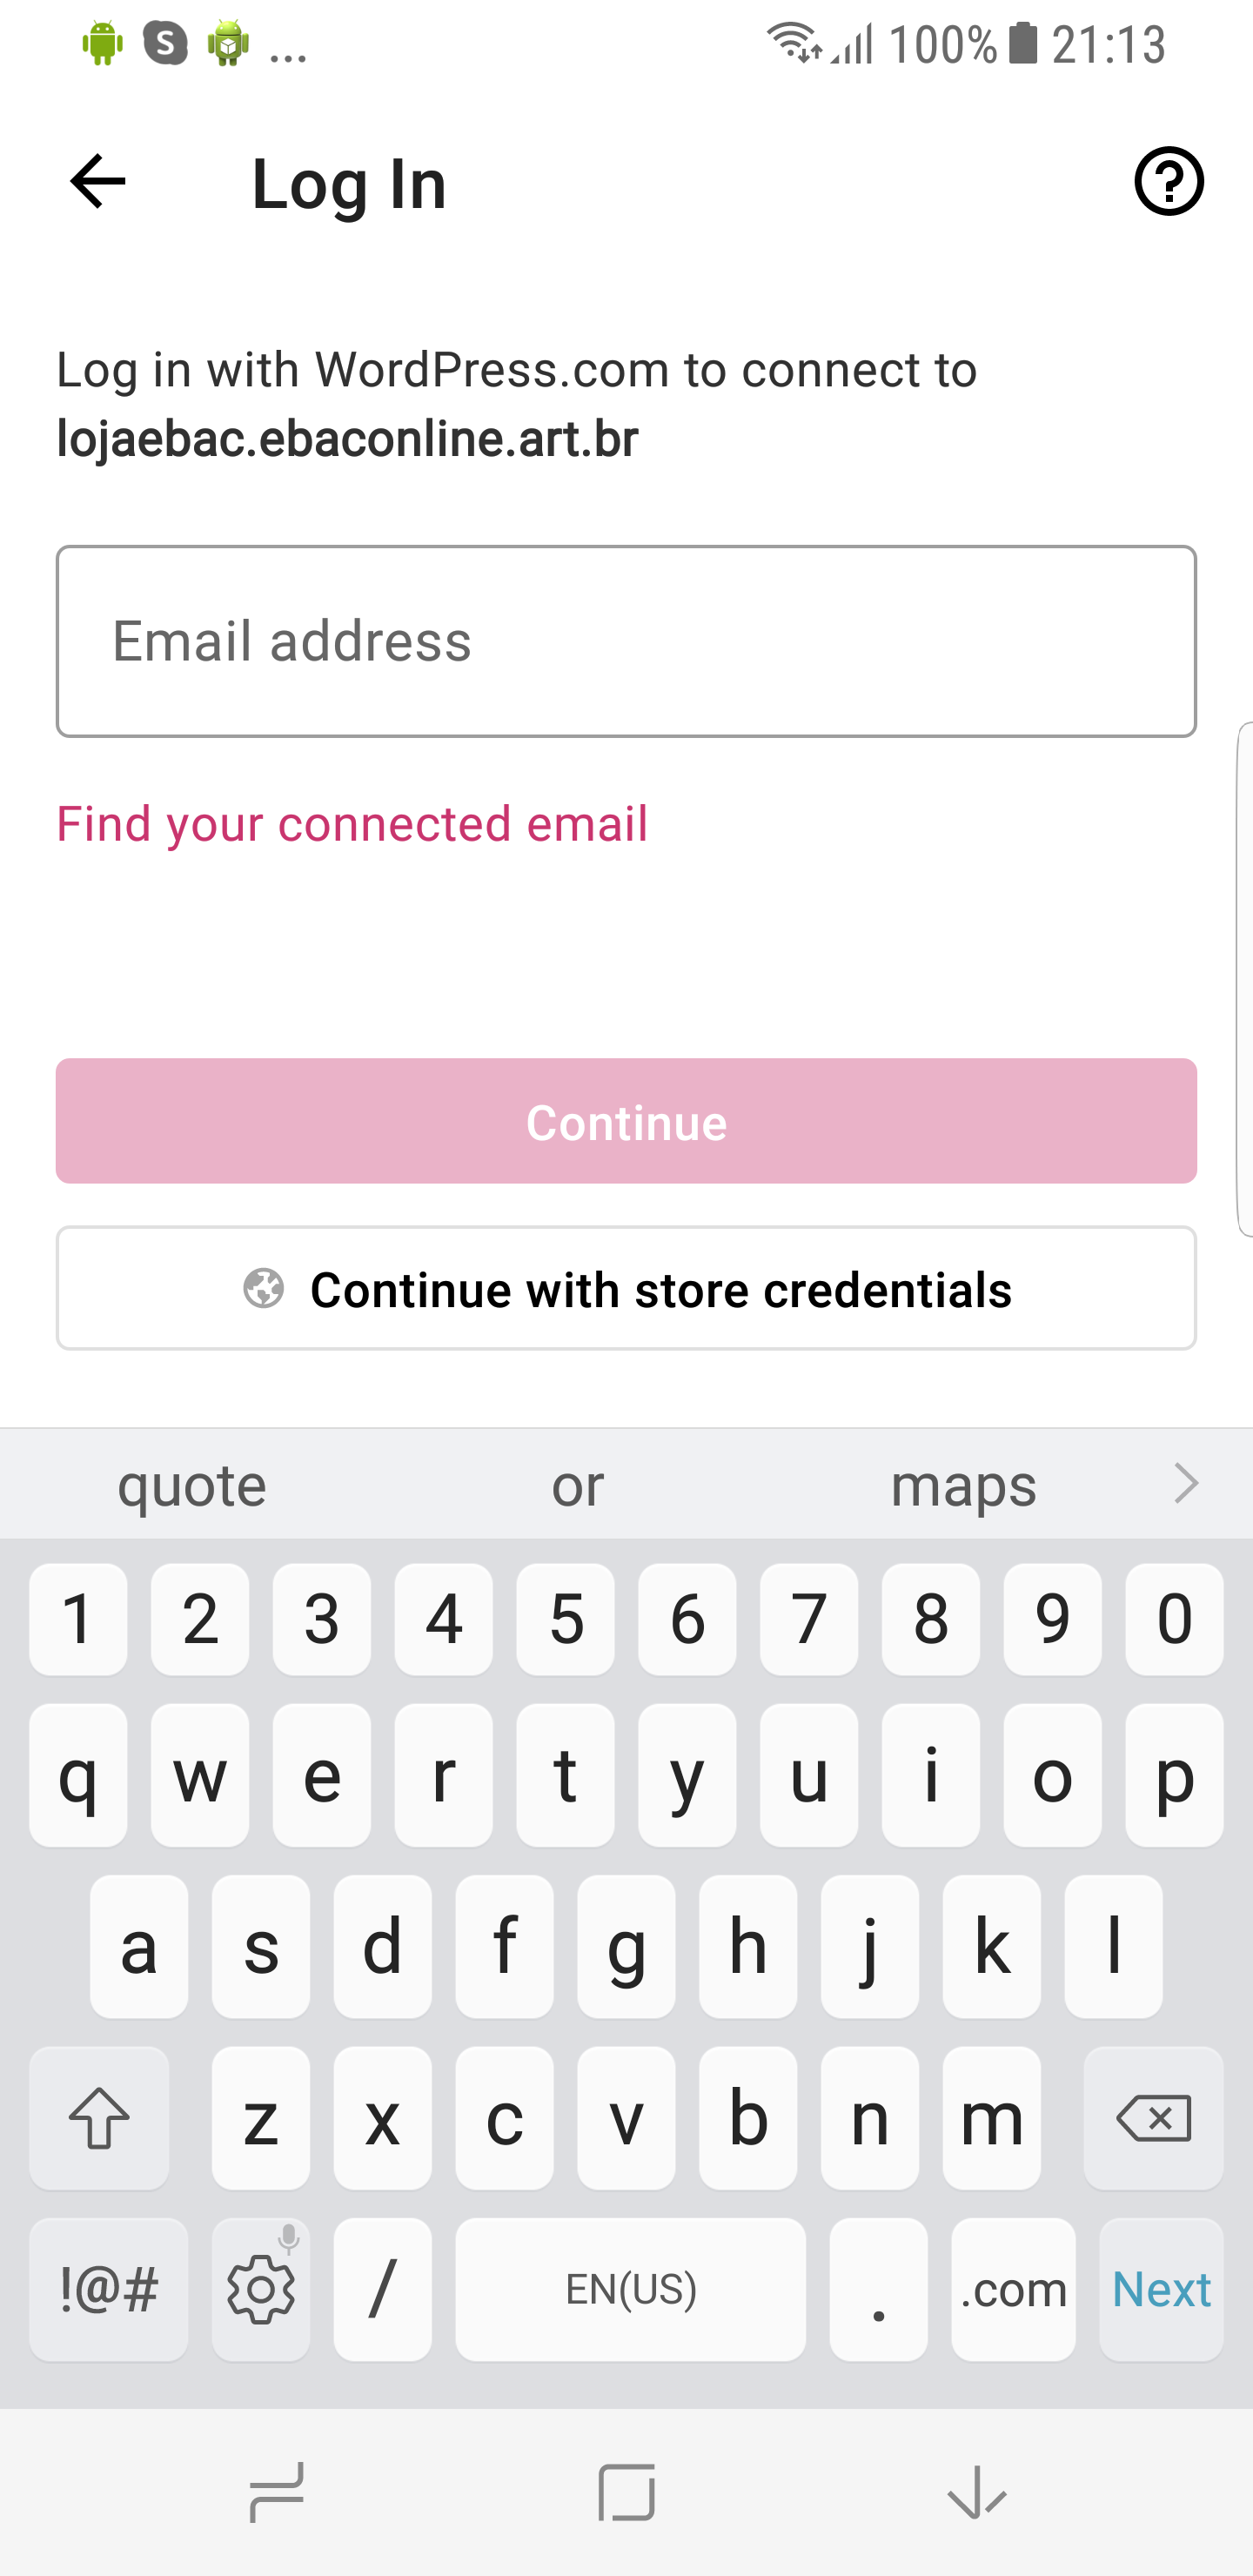 ... 100% 21:13
Log In
Log in with WordPress.com to connect to
lojaebac.ebaconline.art.br
Email address
Find your connected email
Continue
Continue with store credentials
quote or maps
1 2 3 4 5 6 7 8 9 0
q w e r t y u i o p
a s d f g h j k l
z x c v b n m
!@# / EN(US) . .com Next